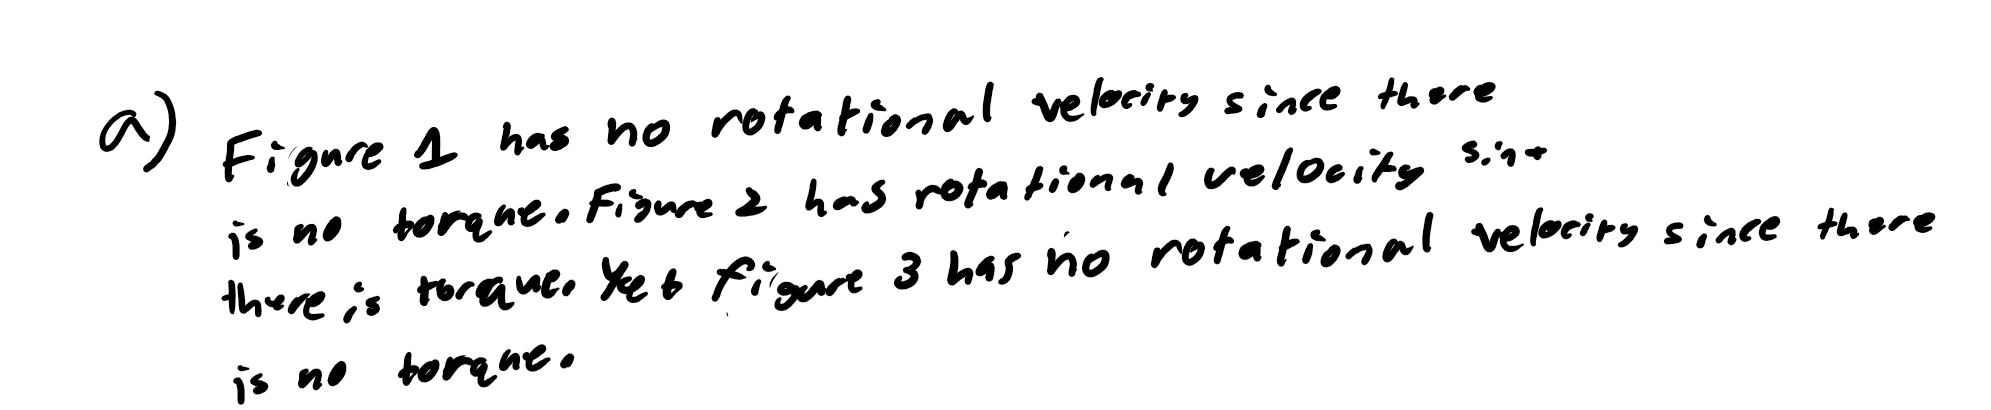 a) Figure 1 has no rotational velocity since there
is no torque. Figure 2 has rotational velocity
there is torque. Yet figure 3 has no rotational velocity since there
is no torque.